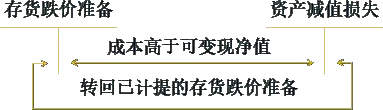 存货跌价准备 资产减值损失
成本高于可变现净值
转回已计提的存货跌价准备